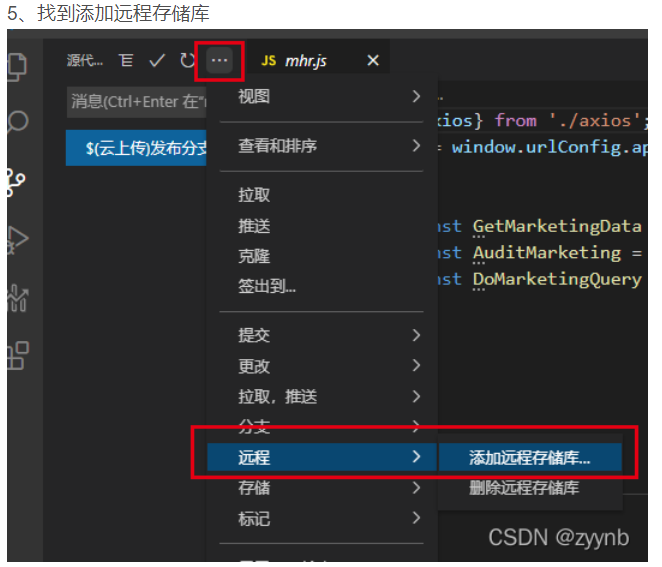 5、找到添加远程存储库
源代... ··· JS mhr.js ×
消息(Ctrl+Enter 在"
$(云上传)发布分支
视图
查看和排序
拉取
推送
克隆
签出到...
提交
更改
拉取，推送
分支
远程 添加远程存储库...
存储 删除远程存储库
标记
xios} from './axios';
= window.urlConfig.ap
nst GetMarketingData
nst AuditMarketing =
nst DoMarketingQuery
CSDN @zyynb